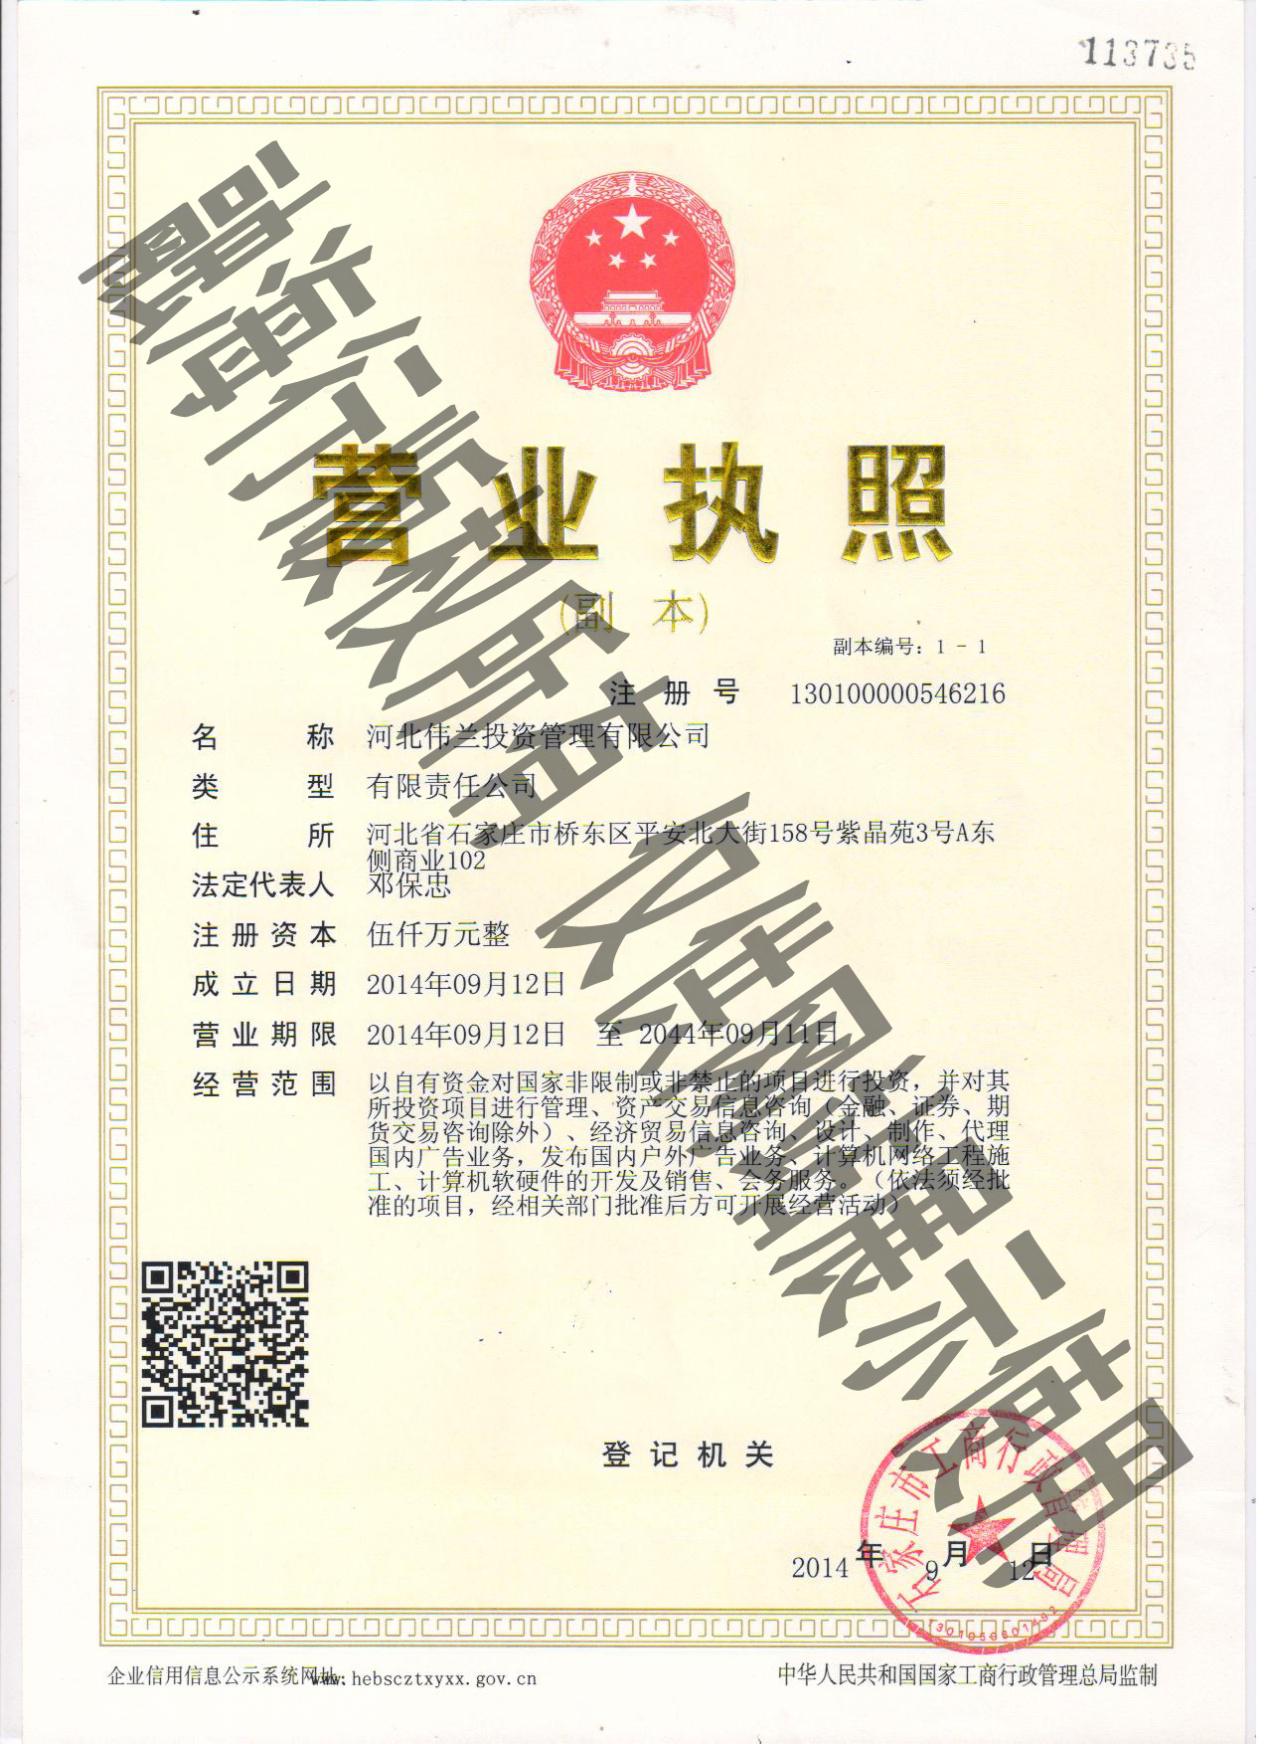 113735
营业执照
(副 本)
副本编号：1 - 1
注 册 号 130100000546216
名 称 河北伟兰投资管理有限公司
类 型 有限责任公司
住 所 河北省石家庄市桥东区平安北大街158号紫晶苑3号A东
侧商业102
法定代表人 邓保忠
注 册 资 本 伍仟万元整
成 立 日 期 2014年09月12日
营 业 期 限 2014年09月12日 至 2044年09月11日
经 营 范 围 以自有资金对国家非限制或非禁止的项目进行投资，并对其
所投资项目进行管理、资产交易信息咨询（金融、证券、期
货交易咨询除外）、经济贸易信息咨询、设计、制作、代理
国内广告业务，发布国内户外广告业务、计算机网络工程施
工、计算机软硬件的开发及销售、会务服务。（依法须经批
准的项目，经相关部门批准后方可开展经营活动）
登 记 机 关
石家庄市工商行政管理局
2014 年 9 月 12 日
企业信用信息公示系统网址: hebscztxyxx.gov.cn
中华人民共和国国家工商行政管理总局监制